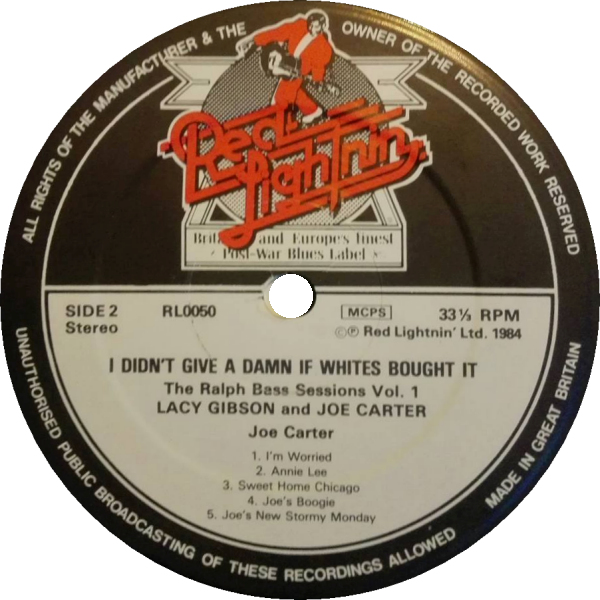 ALL RIGHTS OF THE MANUFACTURER & THE OWNER OF THE RECORDED WORK RESERVED
Red
Lightnin'
and Europe's finest
Post-War Blues Label
SIDE 2
Stereo
RL0050
MCPS
33⅓ RPM
©℗ Red Lightnin' Ltd. 1984
I DIDN'T GIVE A DAMN IF WHITES BOUGHT IT
The Ralph Bass Sessions Vol. 1
LACY GIBSON and JOE CARTER
Joe Carter
1. I'm Worried
2. Annie Lee
3. Sweet Home Chicago
4. Joe's Boogie
5. Joe's New Stormy Monday
UNAUTHORISED PUBLIC BROADCASTING OF THESE RECORDINGS ALLOWED
MADE IN GREAT BRITAIN